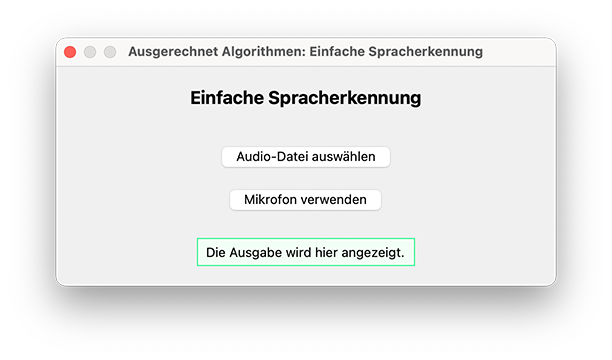 Ausgerechnet Algorithmen: Einfache Spracherkennung
Einfache Spracherkennung
Audio-Datei auswählen
Mikrofon verwenden
Die Ausgabe wird hier angezeigt.